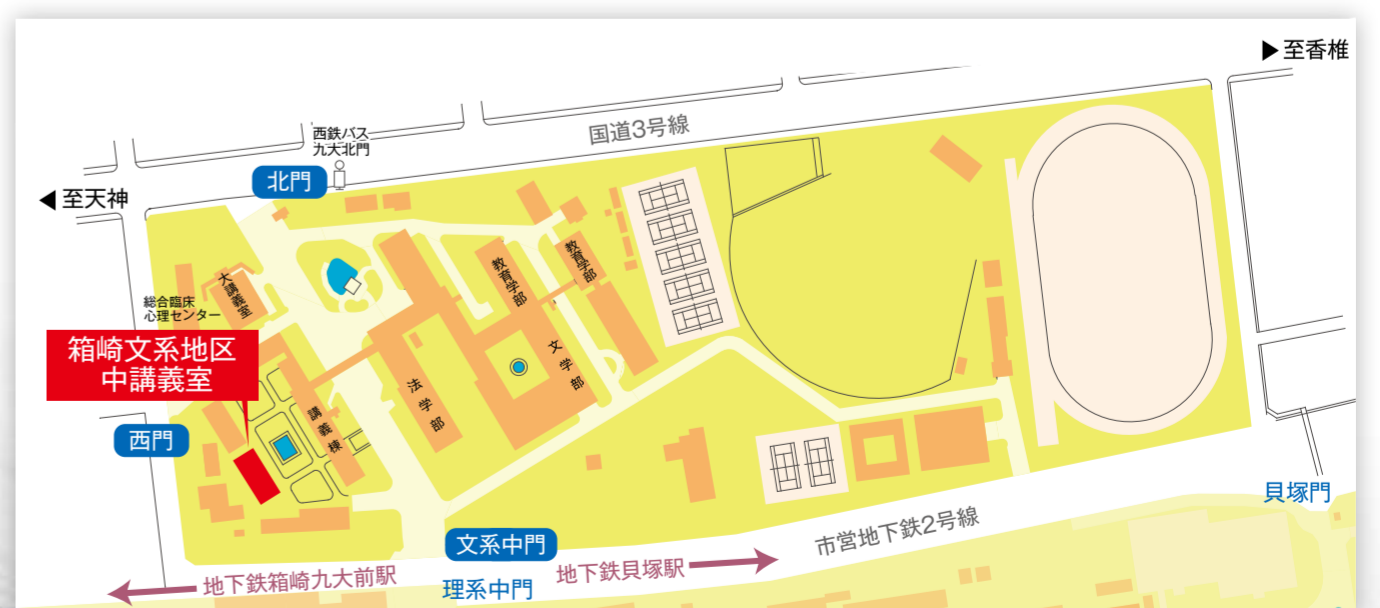 ▶至香椎
国道3号線
西鉄バス
九大北門
北門
◀至天神
大講義室
教育学部
教育学部
総合臨床
心理センター
箱崎文系地区
中講義室
文学部
法学部
講義棟
西門
貝塚門
市営地下鉄2号線
文系中門
地下鉄貝塚駅
地下鉄箱崎九大前駅
理系中門